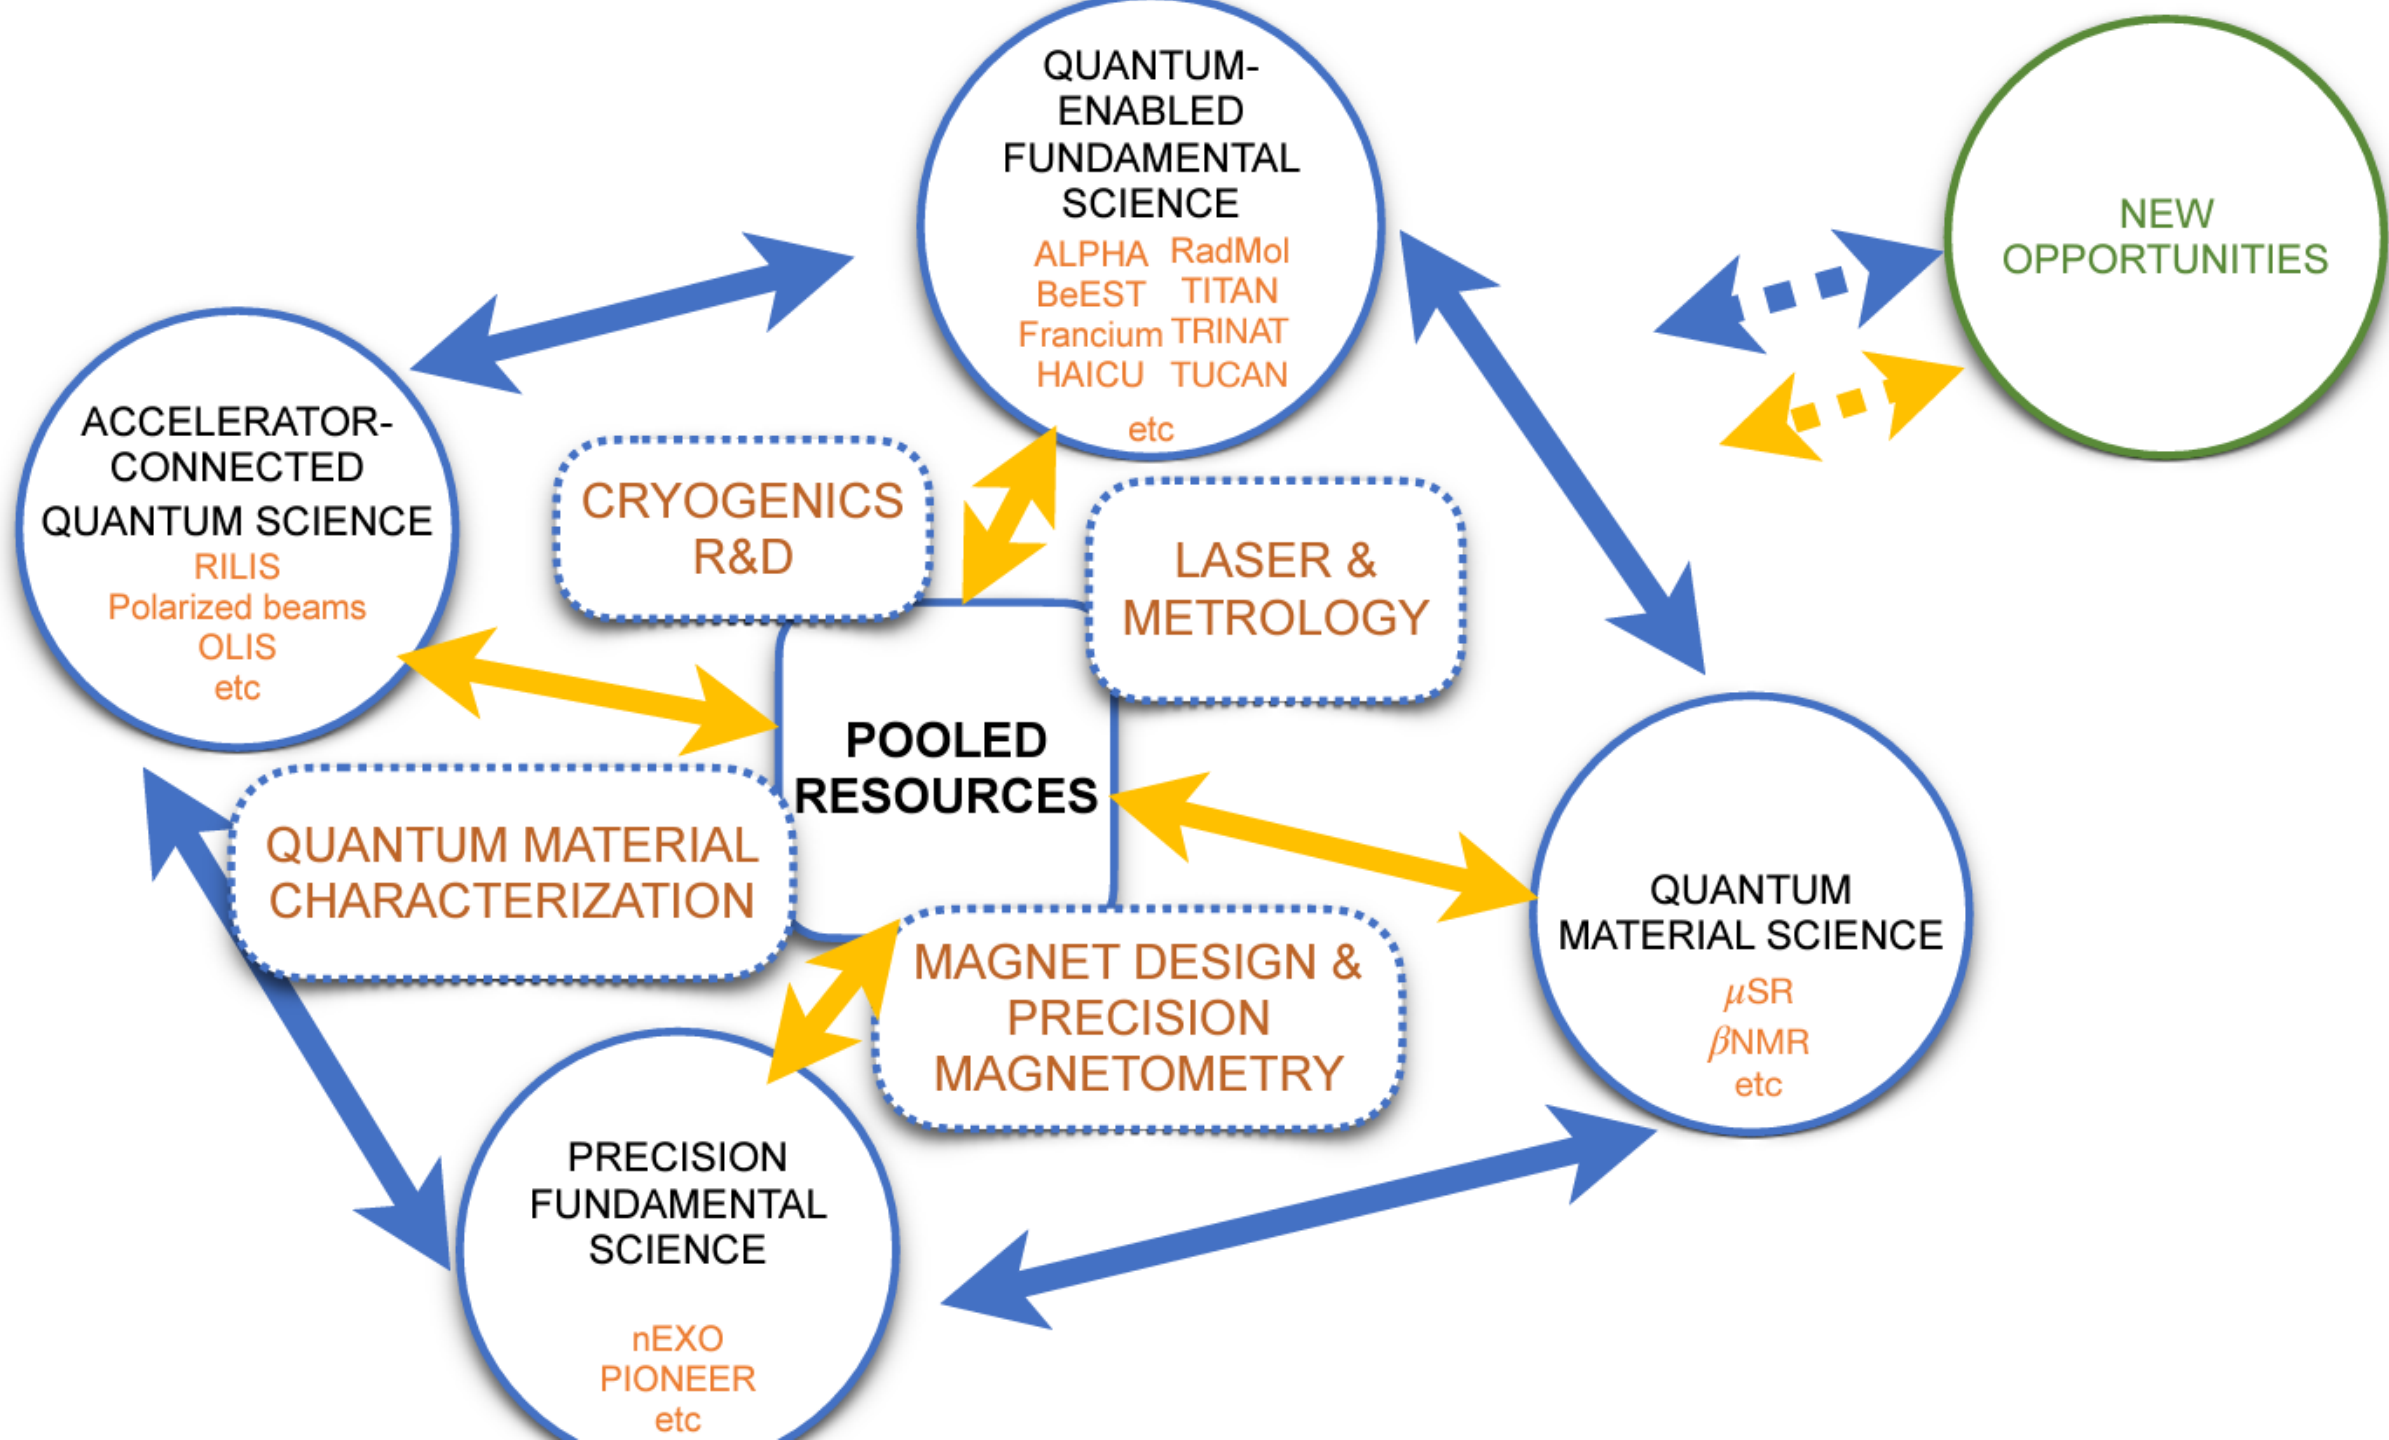 QUANTUM-
ENABLED
FUNDAMENTAL
SCIENCE
ALPHA RadMol
BeEST TITAN
Francium TRINAT
HAICU TUCAN
etc
NEW
OPPORTUNITIES
ACCELERATOR-
CONNECTED
QUANTUM SCIENCE
RILIS
Polarized beams
OLIS
etc
CRYOGENICS
R&D
LASER &
METROLOGY
POOLED
RESOURCES
QUANTUM MATERIAL
CHARACTERIZATION
MAGNET DESIGN &
PRECISION
MAGNETOMETRY
QUANTUM
MATERIAL SCIENCE
μSR
βNMR
etc
PRECISION
FUNDAMENTAL
SCIENCE
nEXO
PIONEER
etc